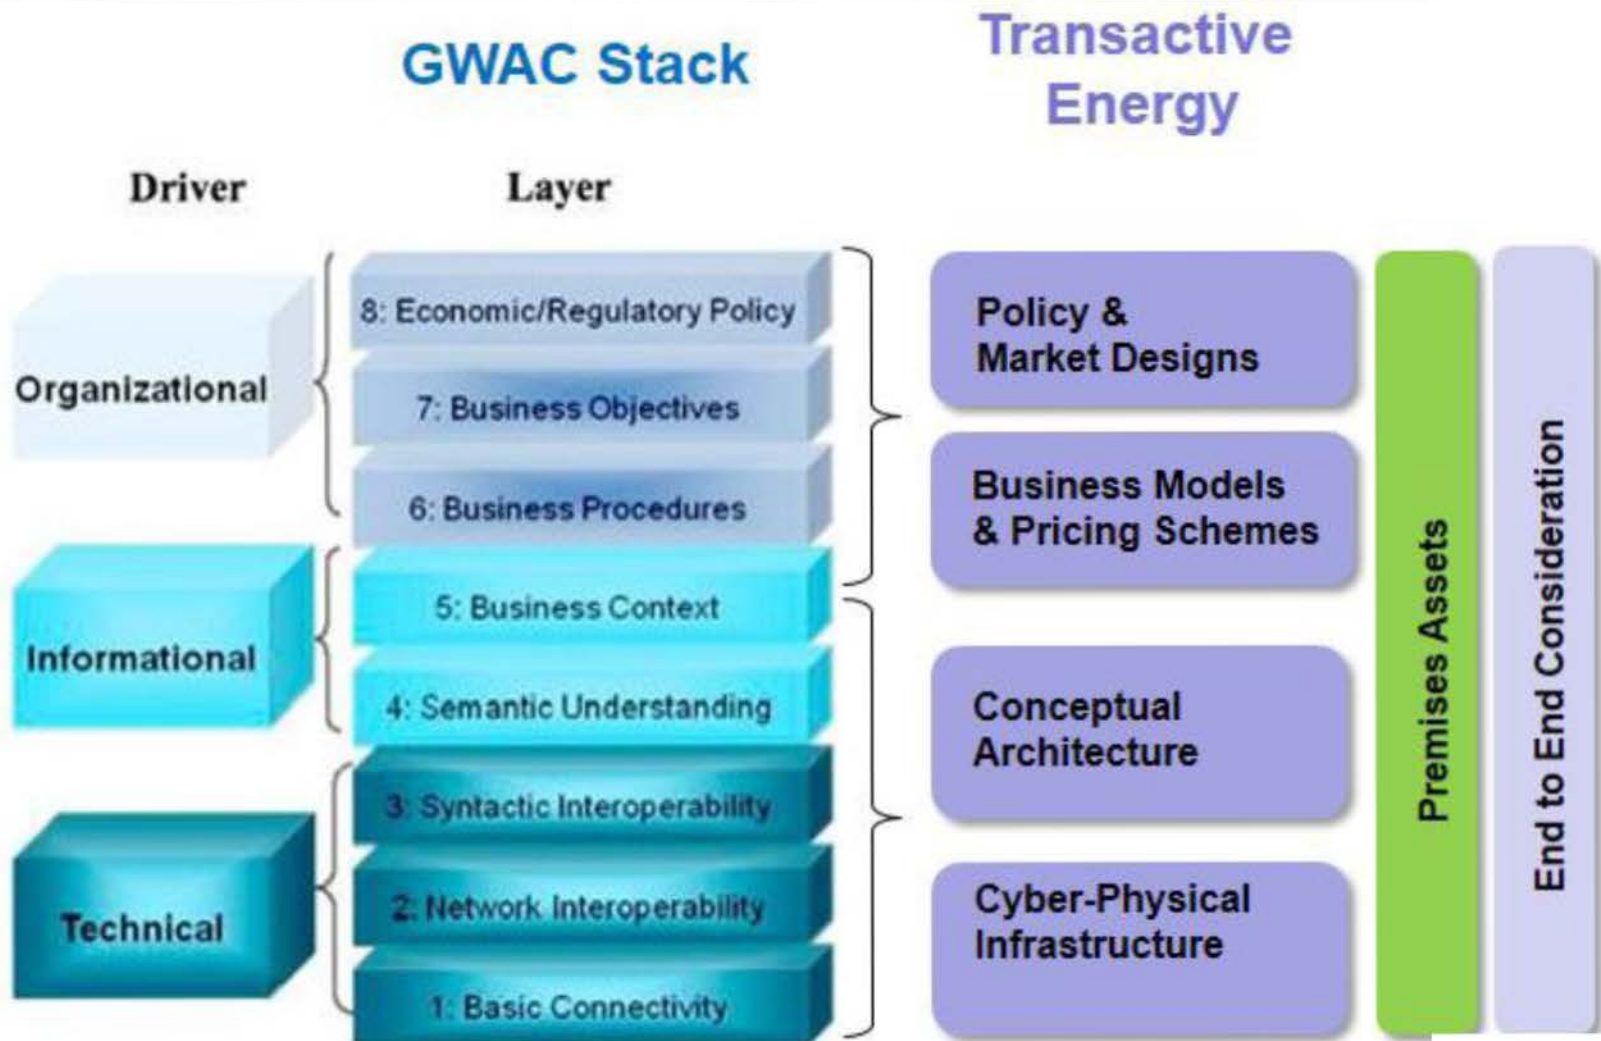 GWAC Stack
Transactive
Energy
Driver
Layer
Organizational
8: Economic/Regulatory Policy
7: Business Objectives
6: Business Procedures
Informational
5: Business Context
4: Semantic Understanding
Technical
3: Syntactic Interoperability
2: Network Interoperability
1: Basic Connectivity
Policy &
Market Designs
Business Models
& Pricing Schemes
Conceptual
Architecture
Cyber-Physical
Infrastructure
Premises Assets
End to End Consideration